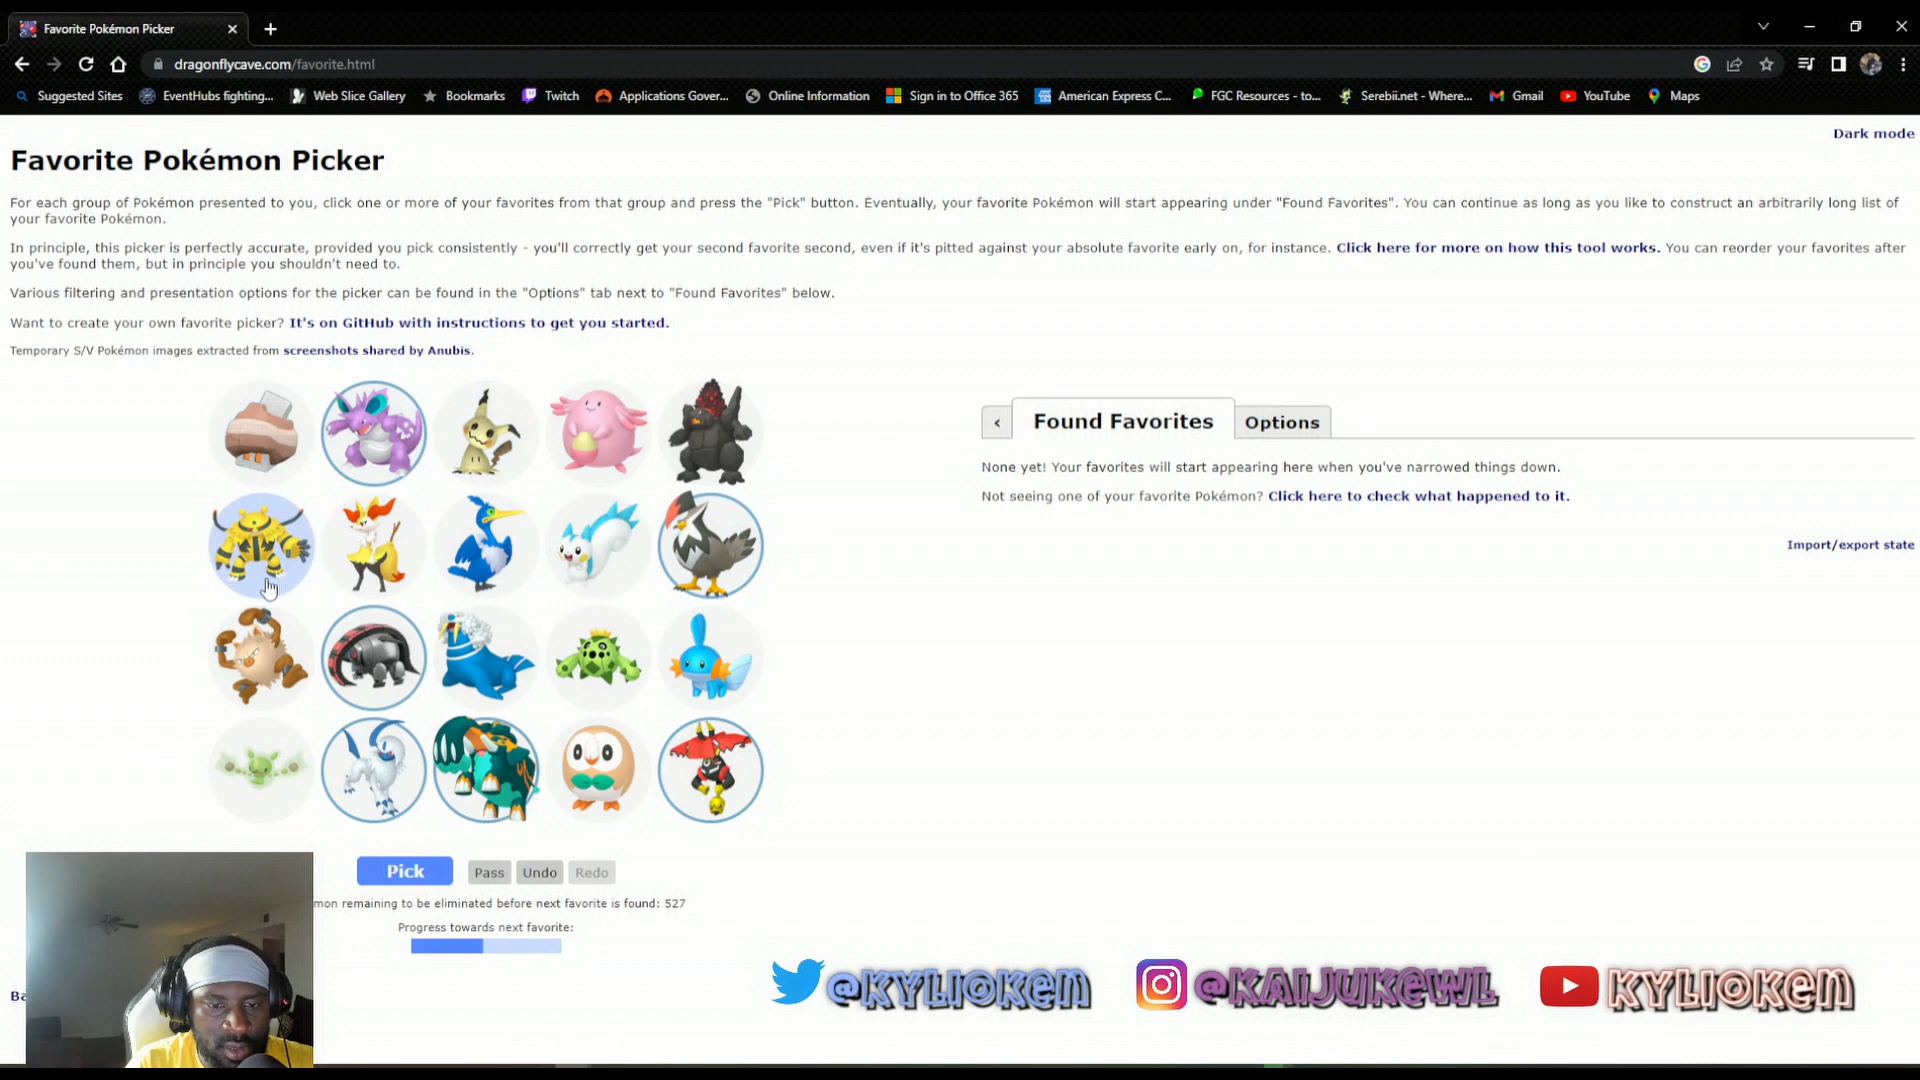 Favorite Pokémon Picker
dragonflycave.com/favorite.html
Suggested Sites
EventHubs fighting...
Web Slice Gallery
Bookmarks
Twitch
Applications Gover...
Online Information
Sign in to Office 365
American Express C...
FGC Resources - to...
Serebii.net - Where...
Gmail
YouTube
Maps
Dark mode
Favorite Pokémon Picker
For each group of Pokémon presented to you, click one or more of your favorites from that group and press the "Pick" button. Eventually, your favorite Pokémon will start appearing under "Found Favorites". You can continue as long as you like to construct an arbitrarily long list of
your favorite Pokémon.
In principle, this picker is perfectly accurate, provided you pick consistently - you'll correctly get your second favorite second, even if it's pitted against your absolute favorite early on, for instance. Click here for more on how this tool works. You can reorder your favorites after
you've found them, but in principle you shouldn't need to.
Various filtering and presentation options for the picker can be found in the "Options" tab next to "Found Favorites" below.
Want to create your own favorite picker? It's on GitHub with instructions to get you started.
Temporary S/V Pokémon images extracted from screenshots shared by Anubis.
‹ Found Favorites Options
None yet! Your favorites will start appearing here when you've narrowed things down.
Not seeing one of your favorite Pokémon? Click here to check what happened to it.
Import/export state
Pick Pass Undo Redo
mon remaining to be eliminated before next favorite is found: 527
Progress towards next favorite:
Ba
@KYLIOKEN
@KAIJUKEWL
KYLIOKEN